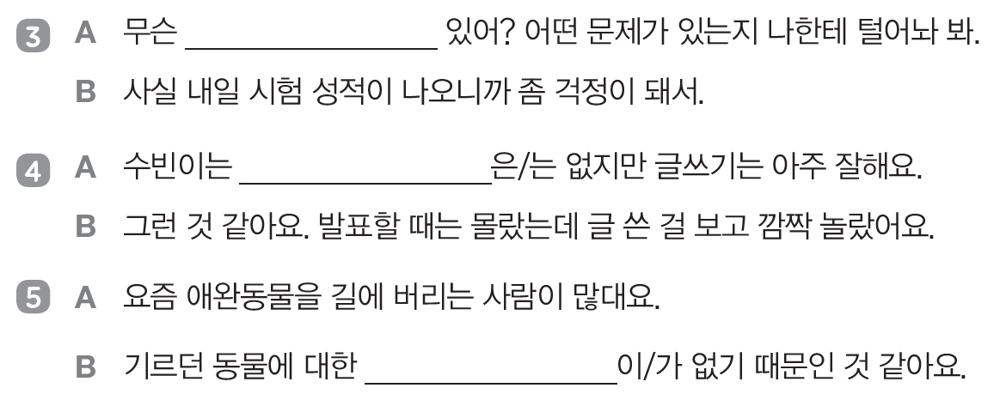 3 A 무슨 ______________ 있어? 어떤 문제가 있는지 나한테 털어놔 봐.
B 사실 내일 시험 성적이 나오니까 좀 걱정이 돼서.
4 A 수빈이는 ______________은/는 없지만 글쓰기는 아주 잘해요.
B 그런 것 같아요. 발표할 때는 몰랐는데 글 쓴 걸 보고 깜짝 놀랐어요.
5 A 요즘 애완동물을 길에 버리는 사람이 많대요.
B 기르던 동물에 대한 ______________이/가 없기 때문인 것 같아요.